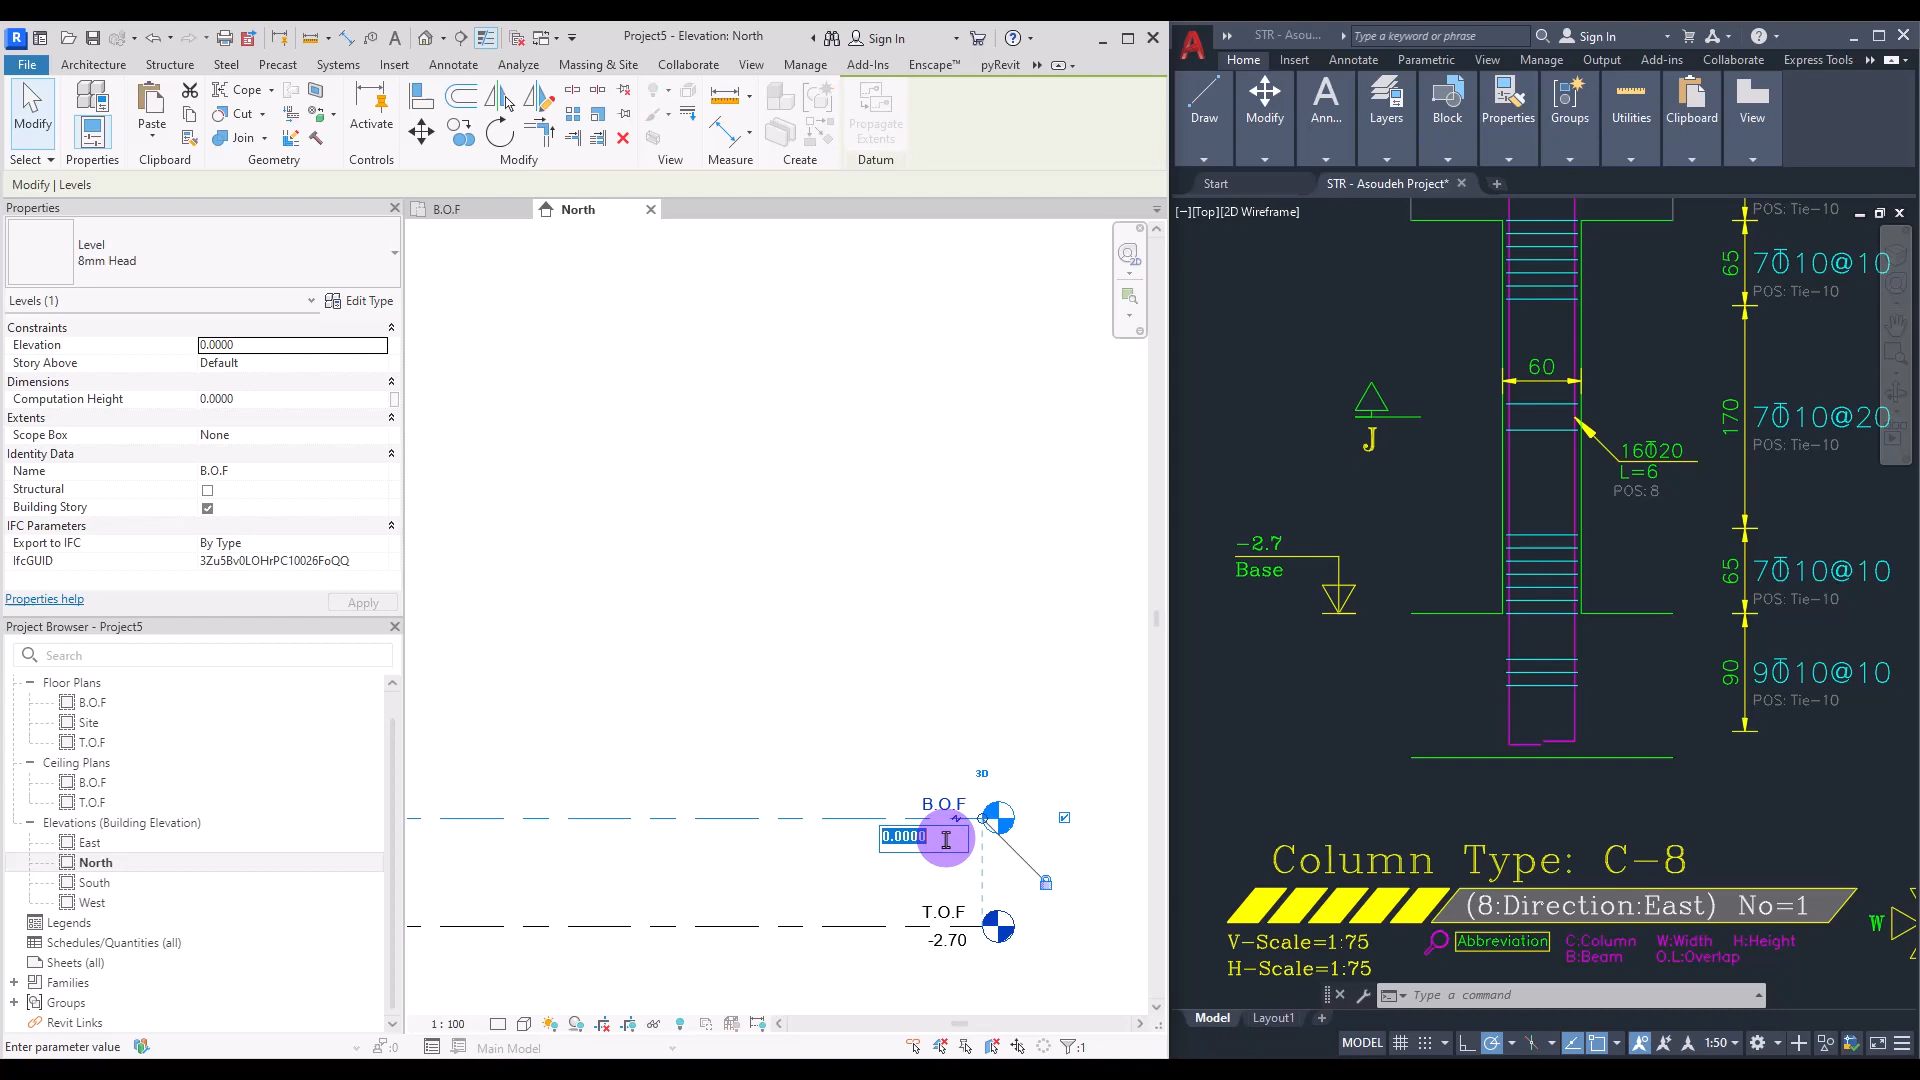 Project5 - Elevation: North
Sign In
File
Architecture
Structure
Steel
Precast
Systems
Insert
Annotate
Analyze
Massing & Site
Collaborate
View
Manage
Add-Ins
Enscape™
pyRevit
Modify
Paste
Cope
Cut
Join
Activate
Propagate
Extents
Select
Properties
Clipboard
Geometry
Controls
Modify
View
Measure
Create
Datum
Modify | Levels
Properties
Level
8mm Head
Levels (1)
Edit Type
Constraints
Elevation 0.0000
Story Above Default
Dimensions
Computation Height 0.0000
Extents
Scope Box None
Identity Data
Name B.O.F
Structural
Building Story
IFC Parameters
Export to IFC By Type
IfcGUID 3Zu5Bv0LOHrPC10026FoQQ
Properties help
Apply
Project Browser - Project5
Search
Floor Plans
B.O.F
Site
T.O.F
Ceiling Plans
B.O.F
T.O.F
Elevations (Building Elevation)
East
North
South
West
Legends
Schedules/Quantities (all)
Sheets (all)
Families
Groups
Revit Links
Enter parameter value
:0
Main Model
:1
B.O.F
North
2D
3D
B.O.F
0.0000
T.O.F
-2.70
1 : 100
STR - Asou...
Type a keyword or phrase
Sign In
Home
Insert
Annotate
Parametric
View
Manage
Output
Add-ins
Collaborate
Express Tools
Draw
Modify
Ann...
Layers
Block
Properties
Groups
Utilities
Clipboard
View
Start
STR - Asoudeh Project*
[−][Top][2D Wireframe]
POS: Tie-10
65
7Φ10@10
POS: Tie-10
60
170
7Φ10@20
POS: Tie-10
J
16Φ20
L=6
POS: 8
-2.7
Base
65
7Φ10@10
POS: Tie-10
90
9Φ10@10
POS: Tie-10
Column Type: C-8
(8:Direction:East) No=1
W
V-Scale=1:75
H-Scale=1:75
Abbreviation
C:Column W:Width H:Height
B:Beam O.L:Overlap
Type a command
Model
Layout1
MODEL
1:50